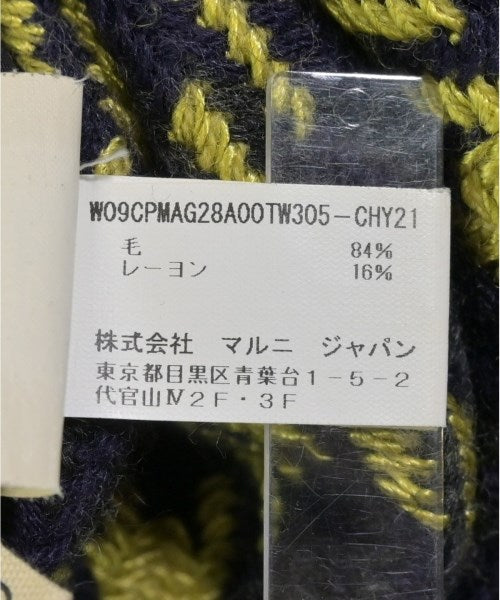 W09CPMAG28A00TW305-CHY21
毛 84%
レーヨン 16%
株式会社 マルニ ジャパン
東京都目黒区青葉台1-5-2
代官山Ⅳ2F・3F